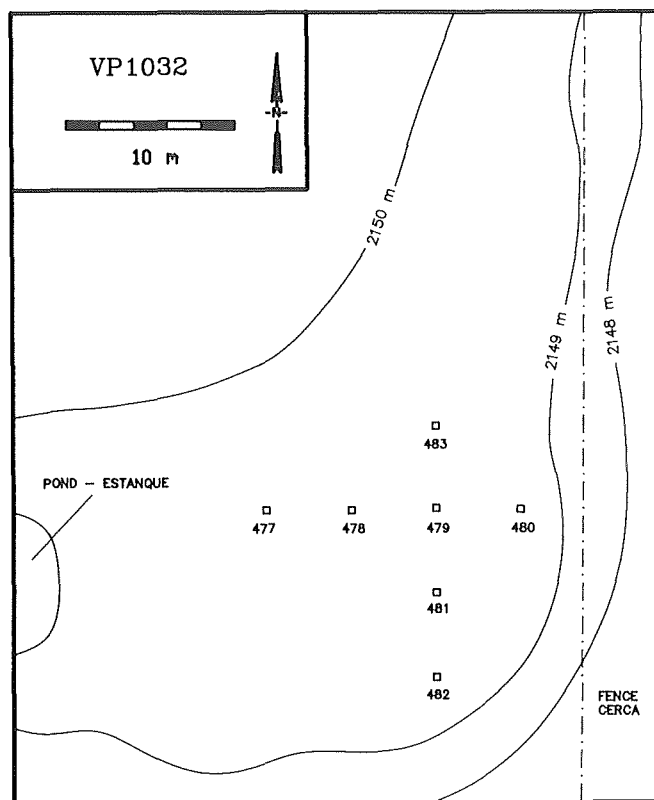 VP1032
-N-
10 m
2150 m
2149 m
2148 m
483
POND – ESTANQUE
477
478
479
480
481
482
FENCE
CERCA